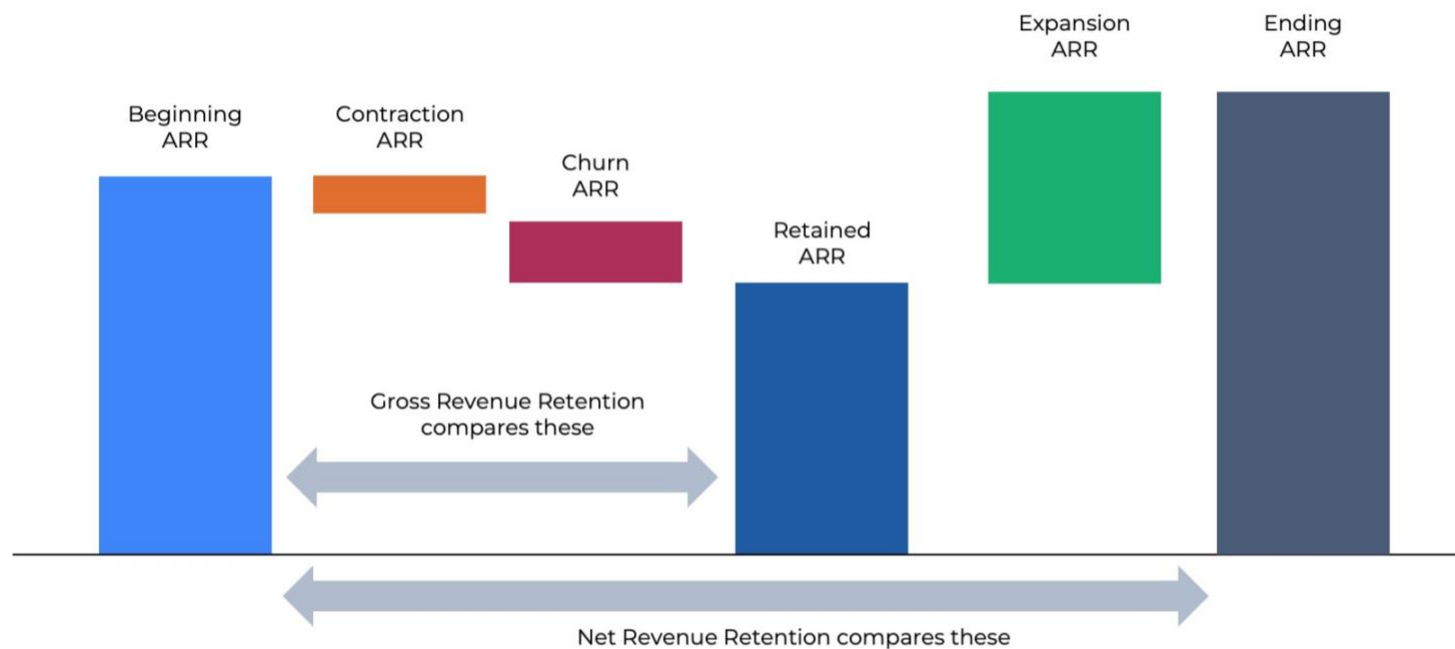 Beginning
ARR
Contraction
ARR
Churn
ARR
Retained
ARR
Expansion
ARR
Ending
ARR
Gross Revenue Retention
compares these
Net Revenue Retention compares these